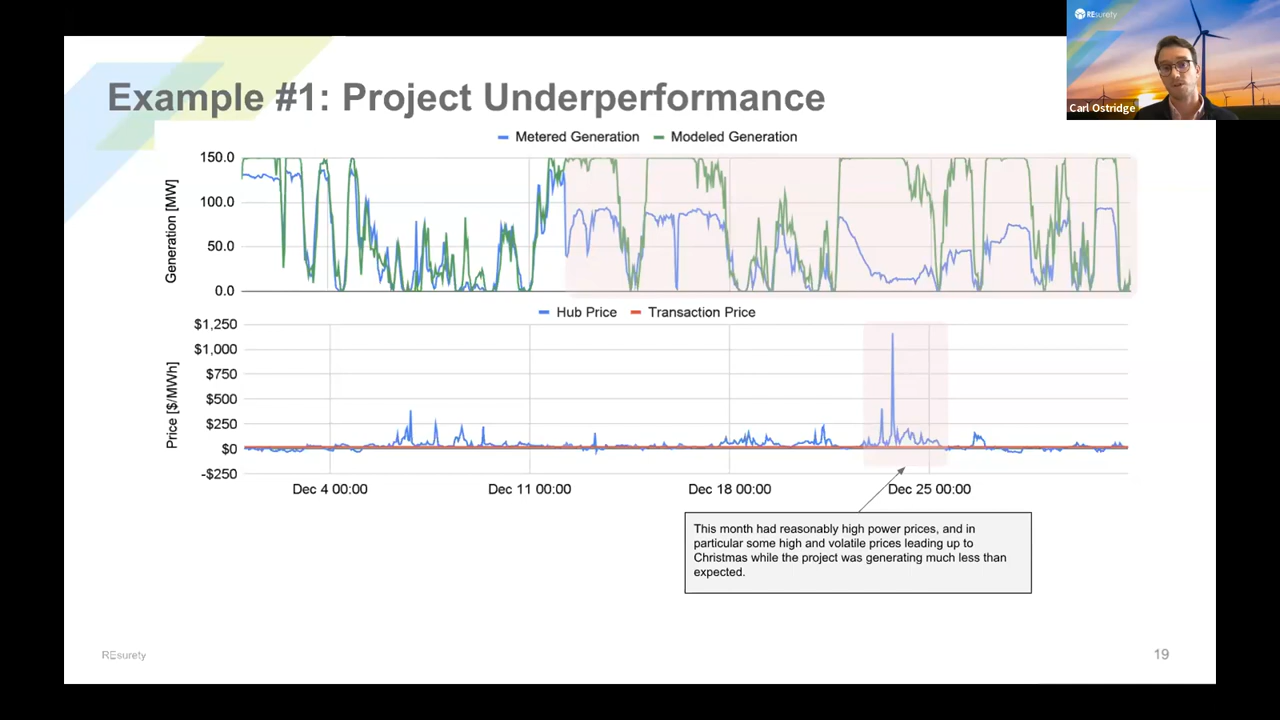 REsurety
Carl Ostridge
Example #1: Project Underperformance
Metered Generation Modeled Generation
Generation [MW]
150.0
100.0
50.0
0.0
Hub Price Transaction Price
Price [$/MWh]
$1,250
$1,000
$750
$500
$250
$0
-$250
Dec 4 00:00 Dec 11 00:00 Dec 18 00:00 Dec 25 00:00
This month had reasonably high power prices, and in
particular some high and volatile prices leading up to
Christmas while the project was generating much less than
expected.
REsurety
19